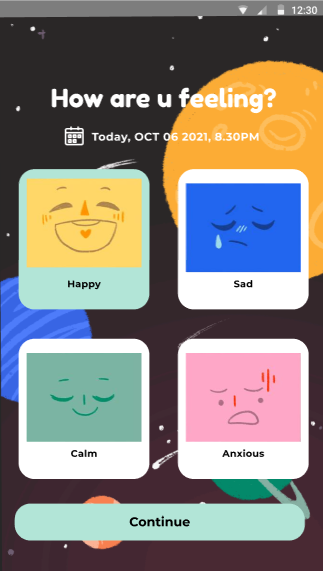 12:30
How are u feeling?
Today, OCT 06 2021, 8.30PM
Happy
Sad
Calm
Anxious
Continue